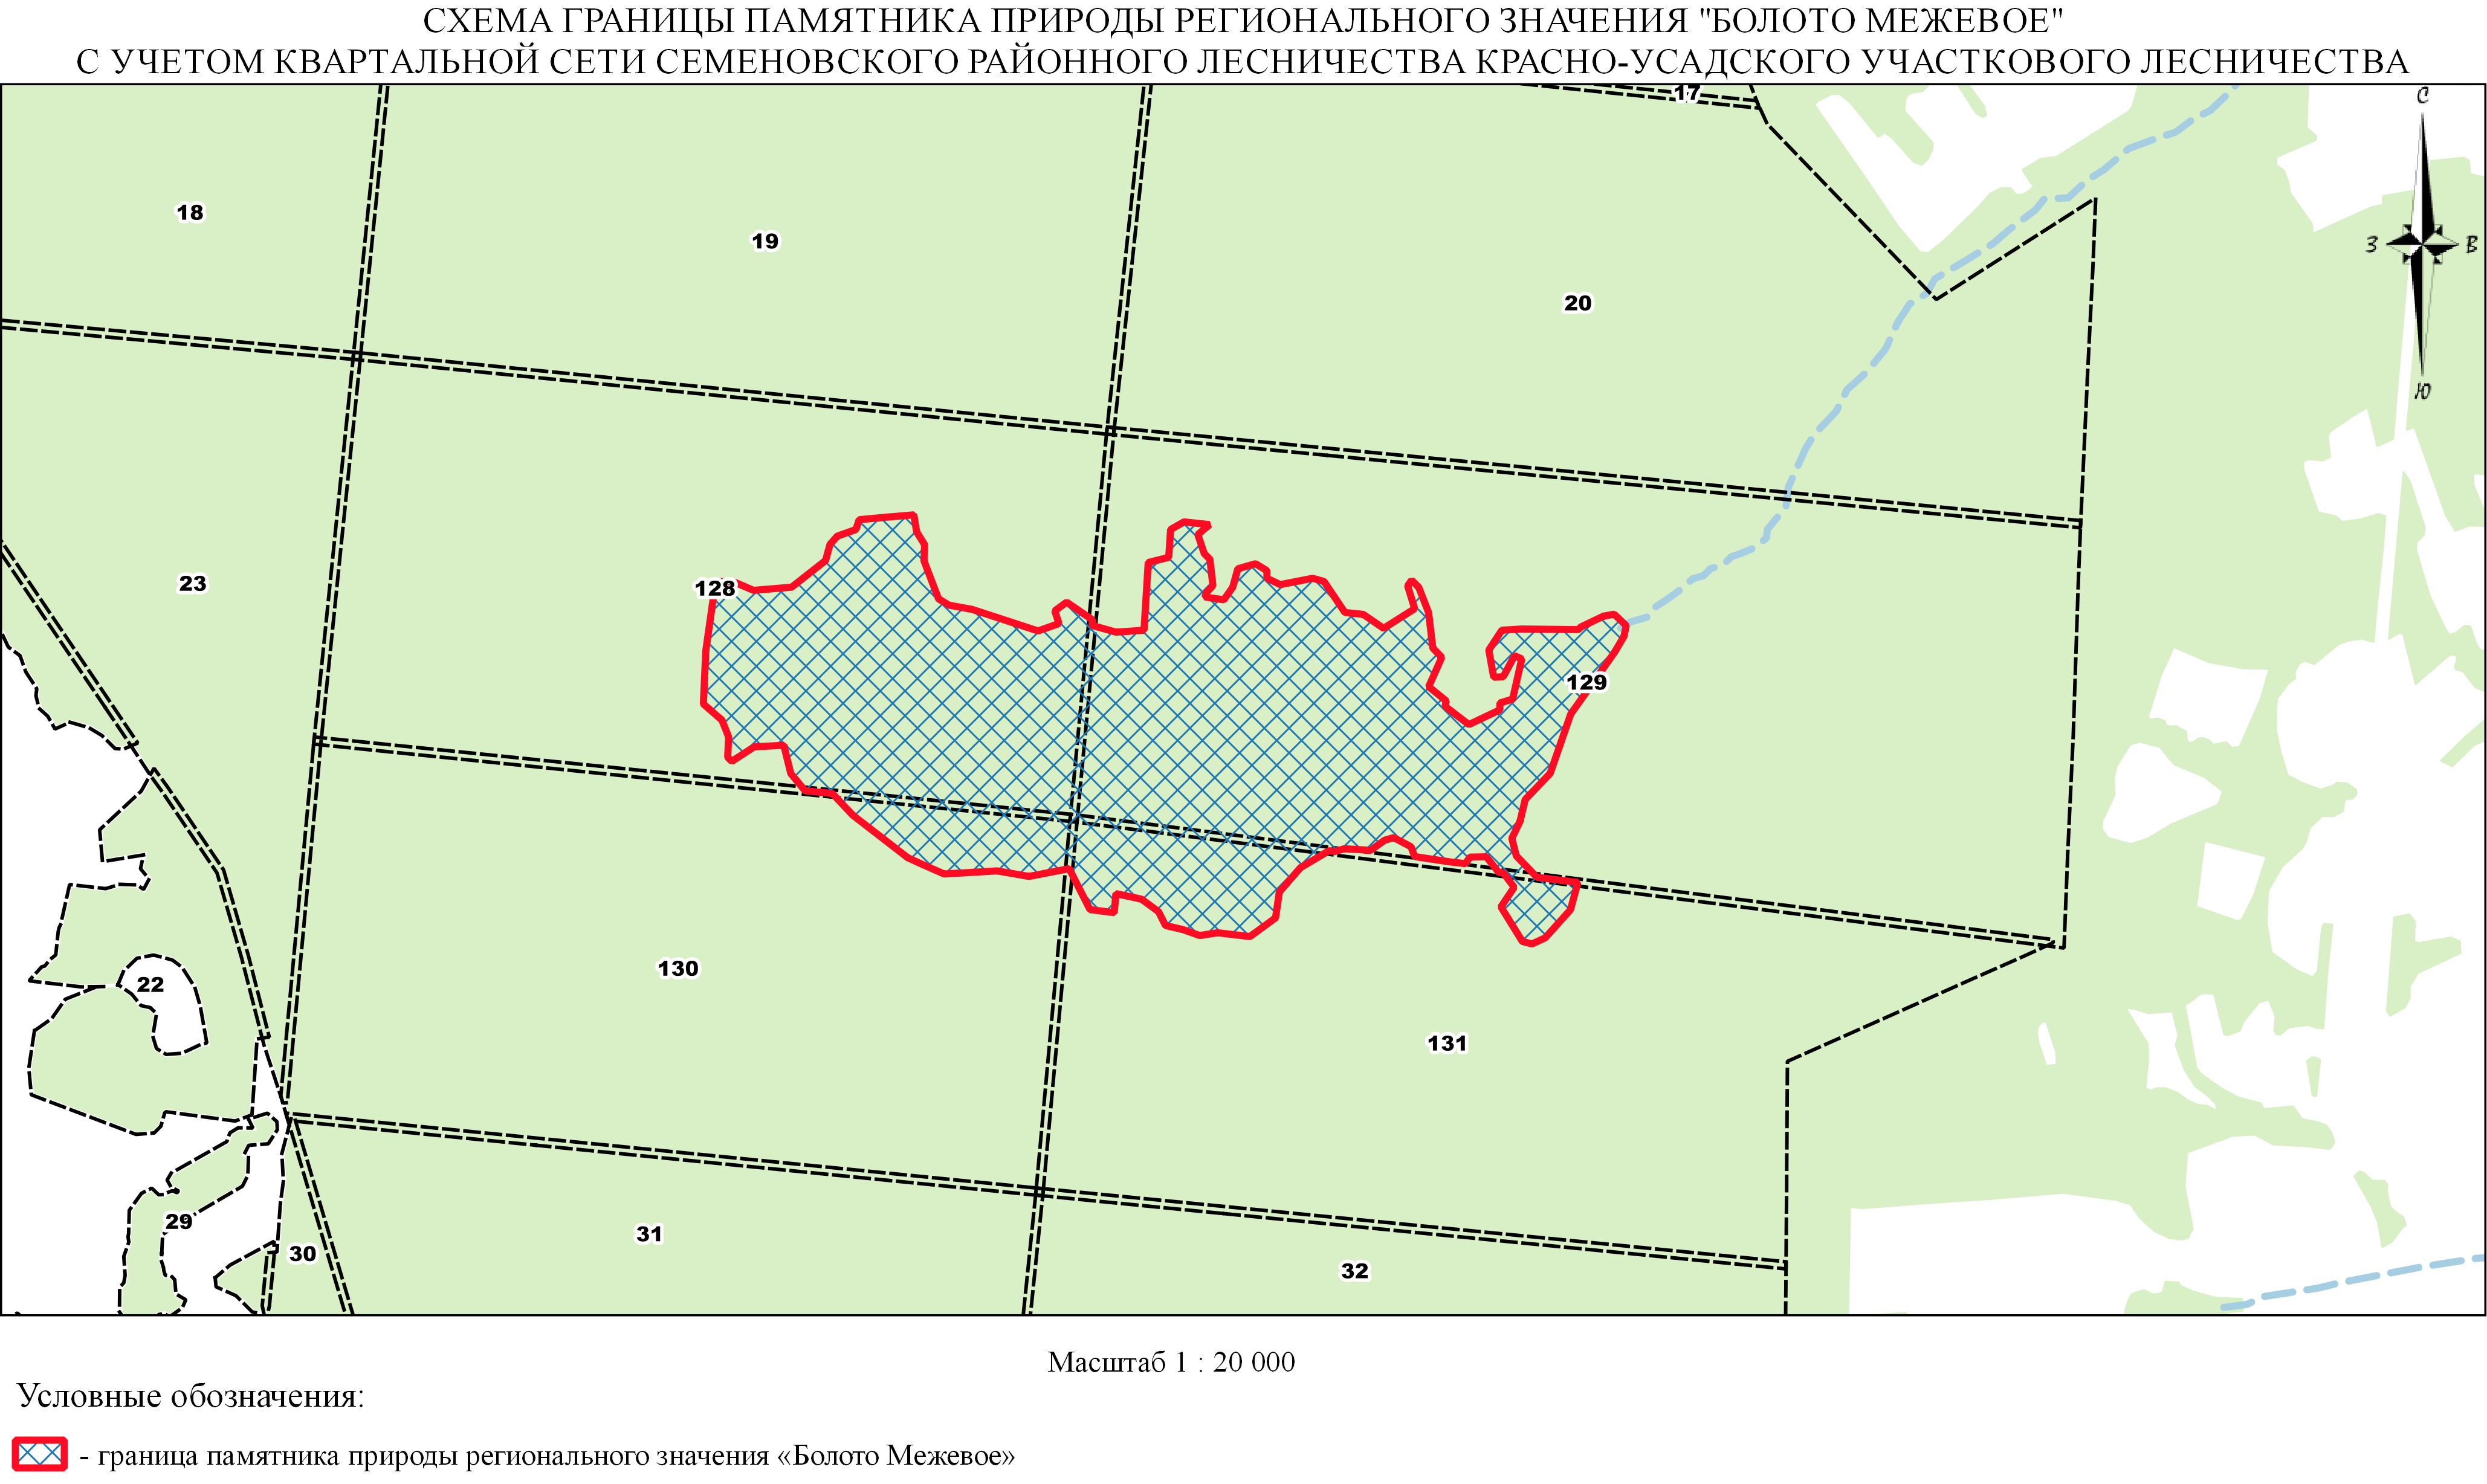 СХЕМА ГРАНИЦЫ ПАМЯТНИКА ПРИРОДЫ РЕГИОНАЛЬНОГО ЗНАЧЕНИЯ "БОЛОТО МЕЖЕВОЕ"
С УЧЕТОМ КВАРТАЛЬНОЙ СЕТИ СЕМЕНОВСКОГО РАЙОННОГО ЛЕСНИЧЕСТВА КРАСНО-УСАДСКОГО УЧАСТКОВОГО ЛЕСНИЧЕСТВА
17
С
18
19
З
В
20
Ю
23
128
129
130
22
131
29
31
30
32
Масштаб 1 : 20 000
Условные обозначения:
- граница памятника природы регионального значения «Болото Межевое»